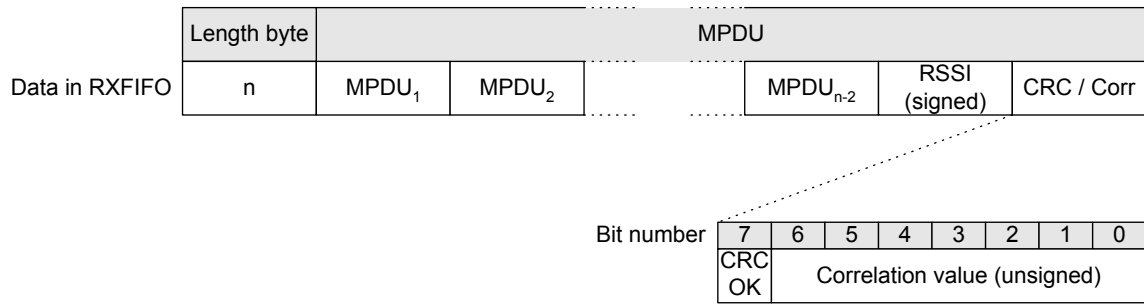 Length byte MPDU
Data in RXFIFO n MPDU₁ MPDU₂ MPDUₙ₋₂ RSSI (signed) CRC / Corr
Bit number 7 6 5 4 3 2 1 0
CRC OK Correlation value (unsigned)